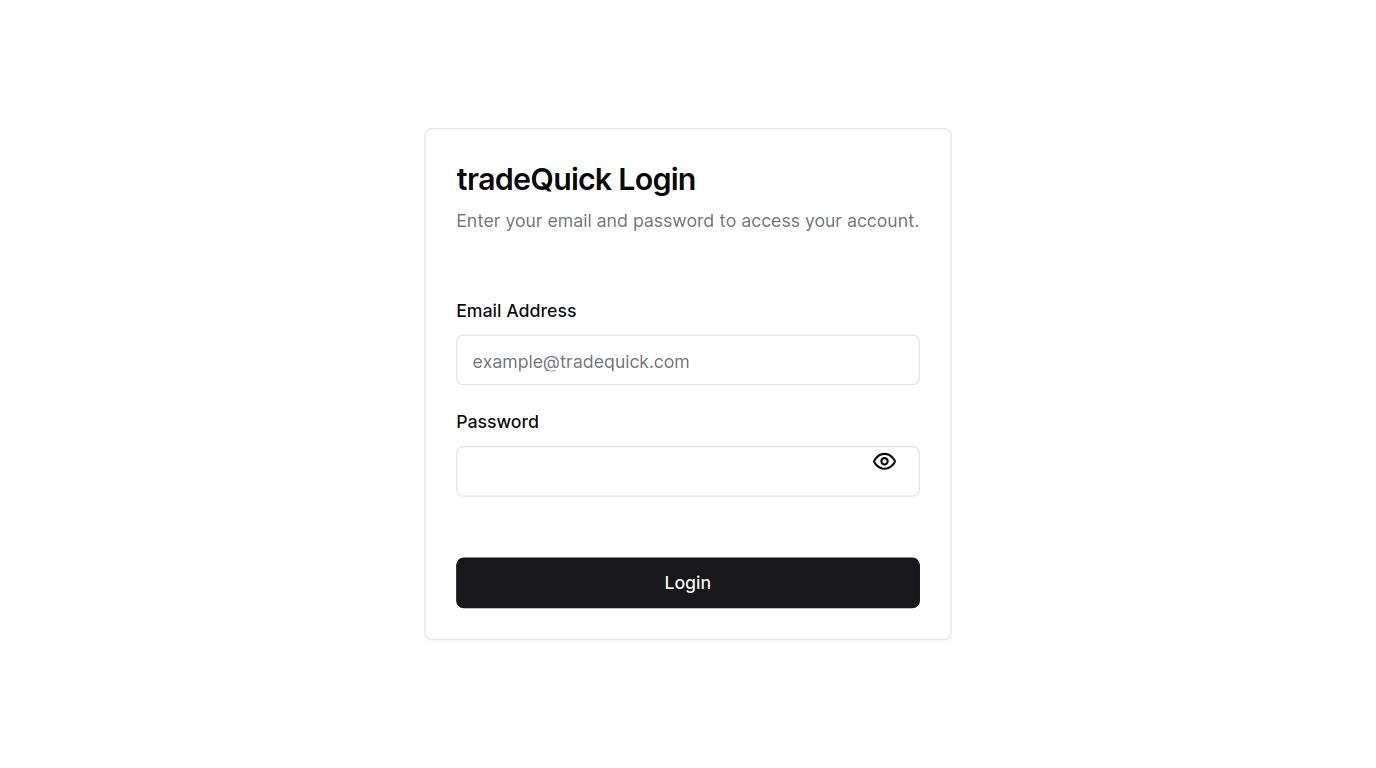 tradeQuick Login
Enter your email and password to access your account.
Email Address
example@tradequick.com
Password
Login